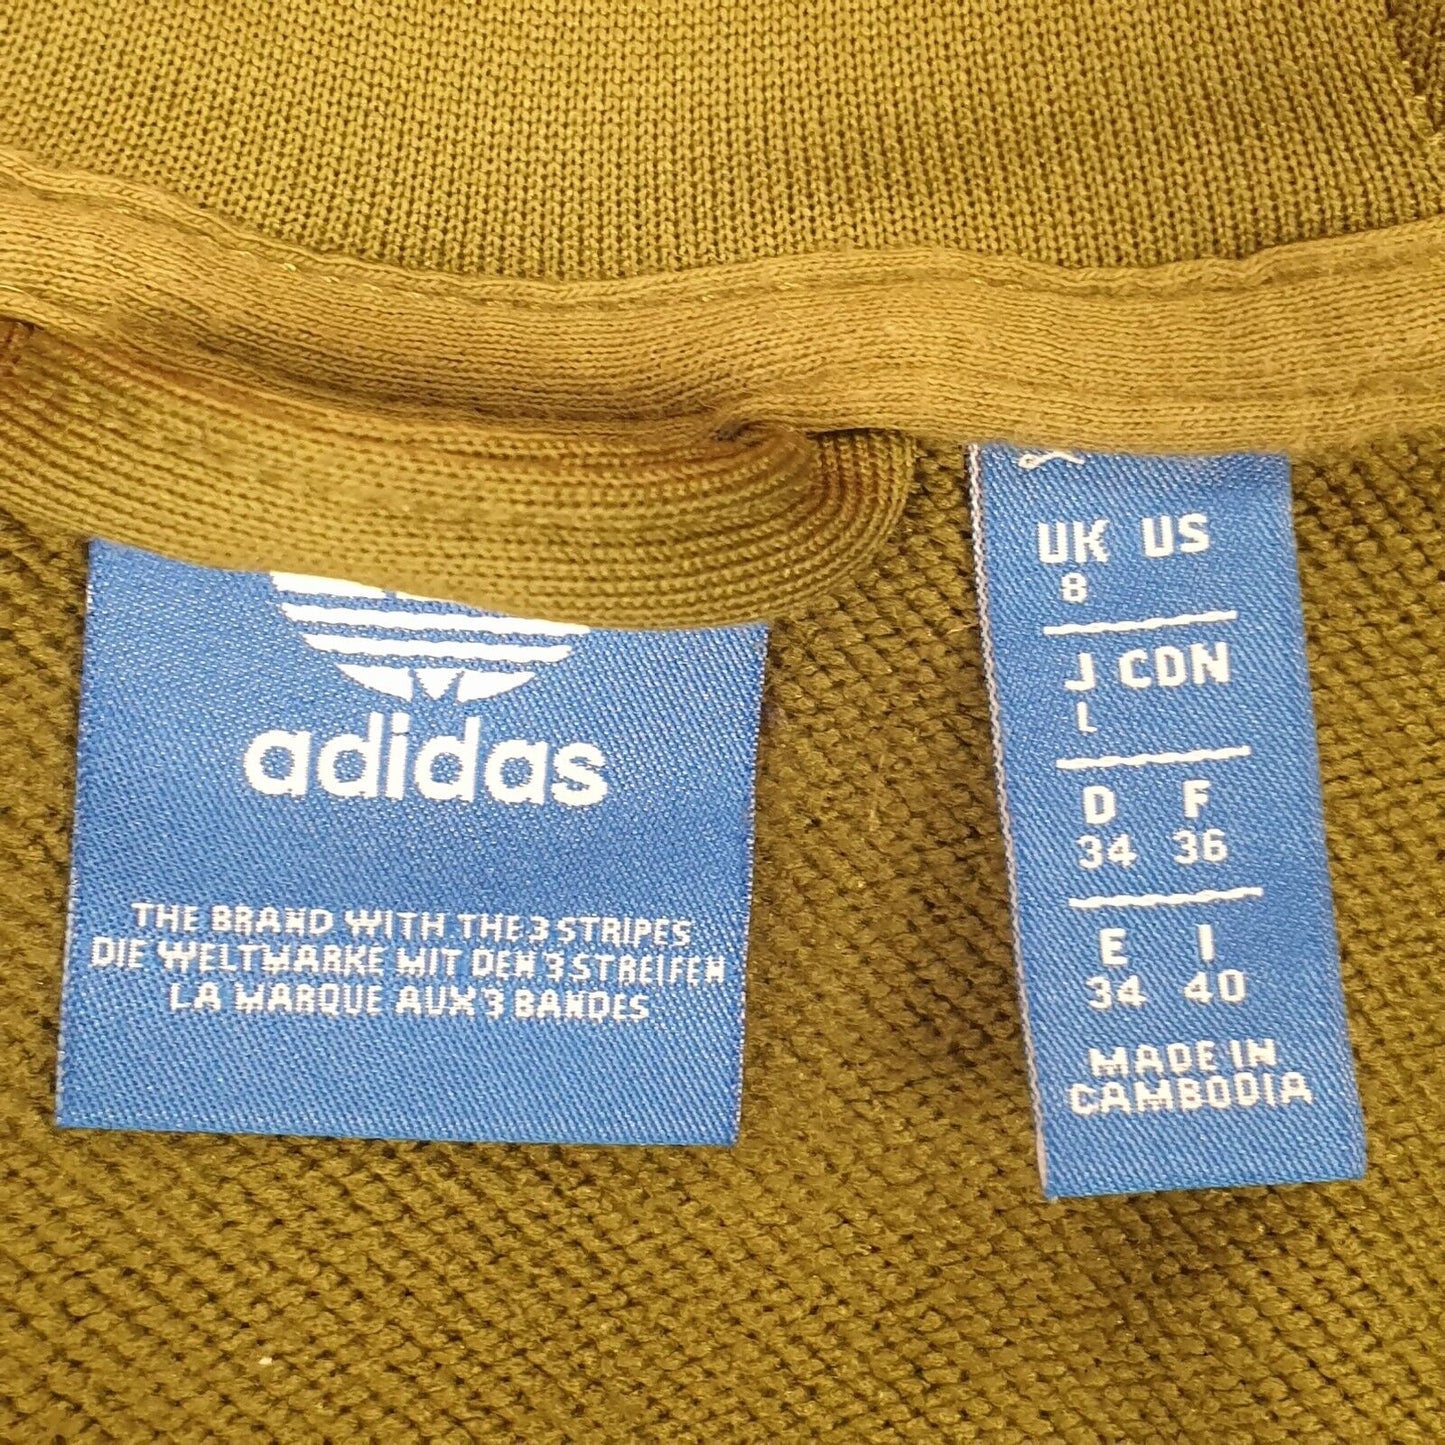 adidas
THE BRAND WITH THE 3 STRIPES
DIE WELTMARKE MIT DEN 3 STREIFEN
LA MARQUE AUX 3 BANDES
UK US
8
J CDN
L
D F
34 36
E I
34 40
MADE IN
CAMBODIA